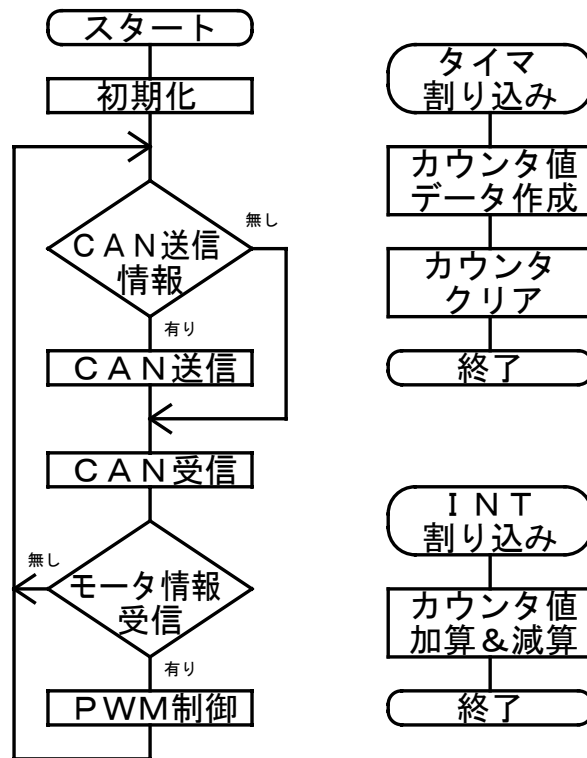 スタート
初期化
CAN送信
情報
無し
有り
CAN送信
CAN受信
モータ情報
受信
無し
有り
PWM制御
タイマ
割り込み
カウンタ値
データ作成
カウンタ
クリア
終了
INT
割り込み
カウンタ値
加算&減算
終了